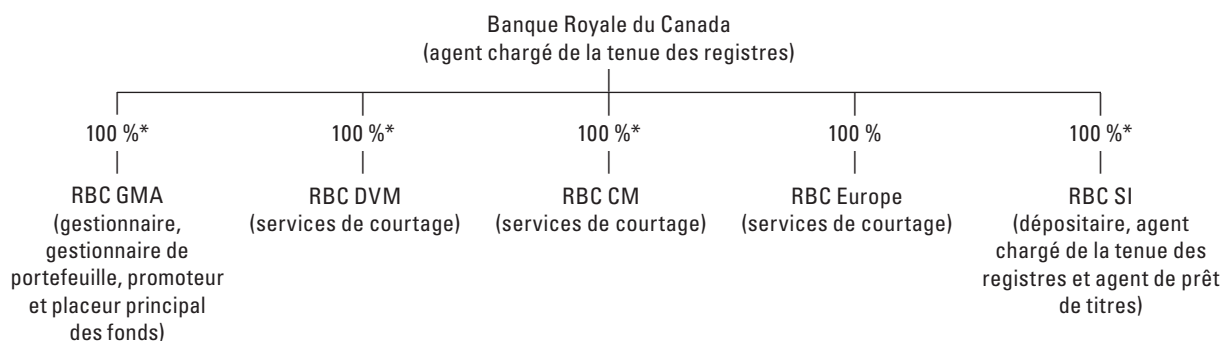 Banque Royale du Canada
(agent chargé de la tenue des registres)
100 %*
100 %*
100 %*
100 %
100 %*
RBC GMA
(gestionnaire,
gestionnaire de
portefeuille, promoteur
et placeur principal
des fonds)
RBC DVM
(services de courtage)
RBC CM
(services de courtage)
RBC Europe
(services de courtage)
RBC SI
(dépositaire, agent
chargé de la tenue des
registres et agent de prêt
de titres)